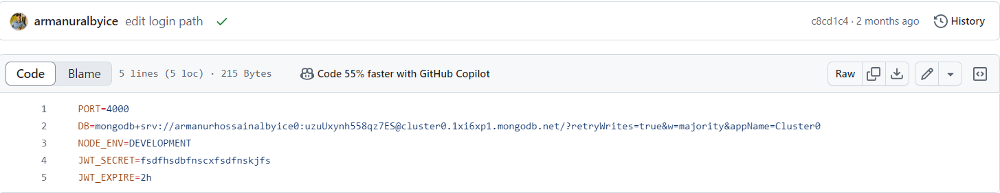 armanuralbyice edit login path c8cd1c4 · 2 months ago History
Code Blame 5 lines (5 loc) · 215 Bytes Code 55% faster with GitHub Copilot Raw
1 PORT=4000
2 DB=mongodb+srv://armanurhossainalbyice0:uzuUxynh558qz7ES@cluster0.1xi6xp1.mongodb.net/?retryWrites=true&w=majority&appName=Cluster0
3 NODE_ENV=DEVELOPMENT
4 JWT_SECRET=fsdfhsdbfnscxfsdfnskjfs
5 JWT_EXPIRE=2h